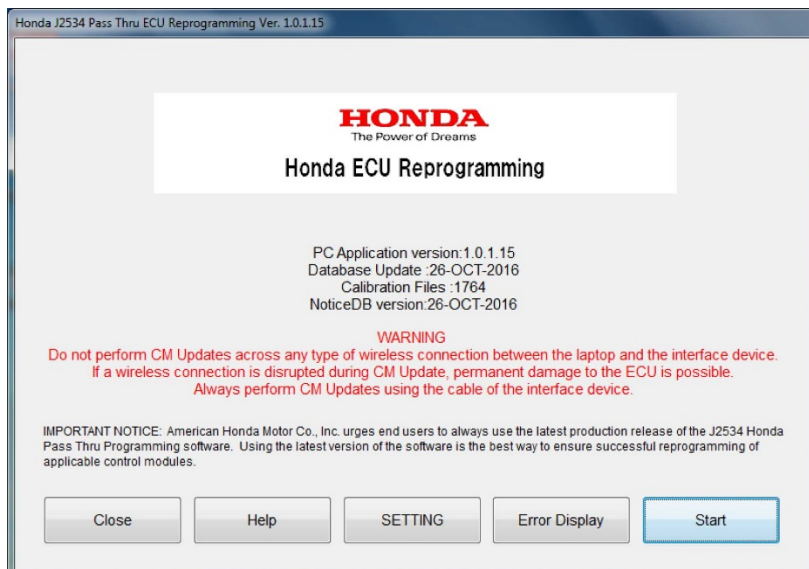 Honda J2534 Pass Thru ECU Reprogramming Ver. 1.0.1.15
HONDA
The Power of Dreams
Honda ECU Reprogramming
PC Application version:1.0.1.15
Database Update :26-OCT-2016
Calibration Files :1764
NoticeDB version:26-OCT-2016
WARNING
Do not perform CM Updates across any type of wireless connection between the laptop and the interface device.
If a wireless connection is disrupted during CM Update, permanent damage to the ECU is possible.
Always perform CM Updates using the cable of the interface device.
IMPORTANT NOTICE: American Honda Motor Co., Inc. urges end users to always use the latest production release of the J2534 Honda
Pass Thru Programming software. Using the latest version of the software is the best way to ensure successful reprogramming of
applicable control modules.
Close Help SETTING Error Display Start